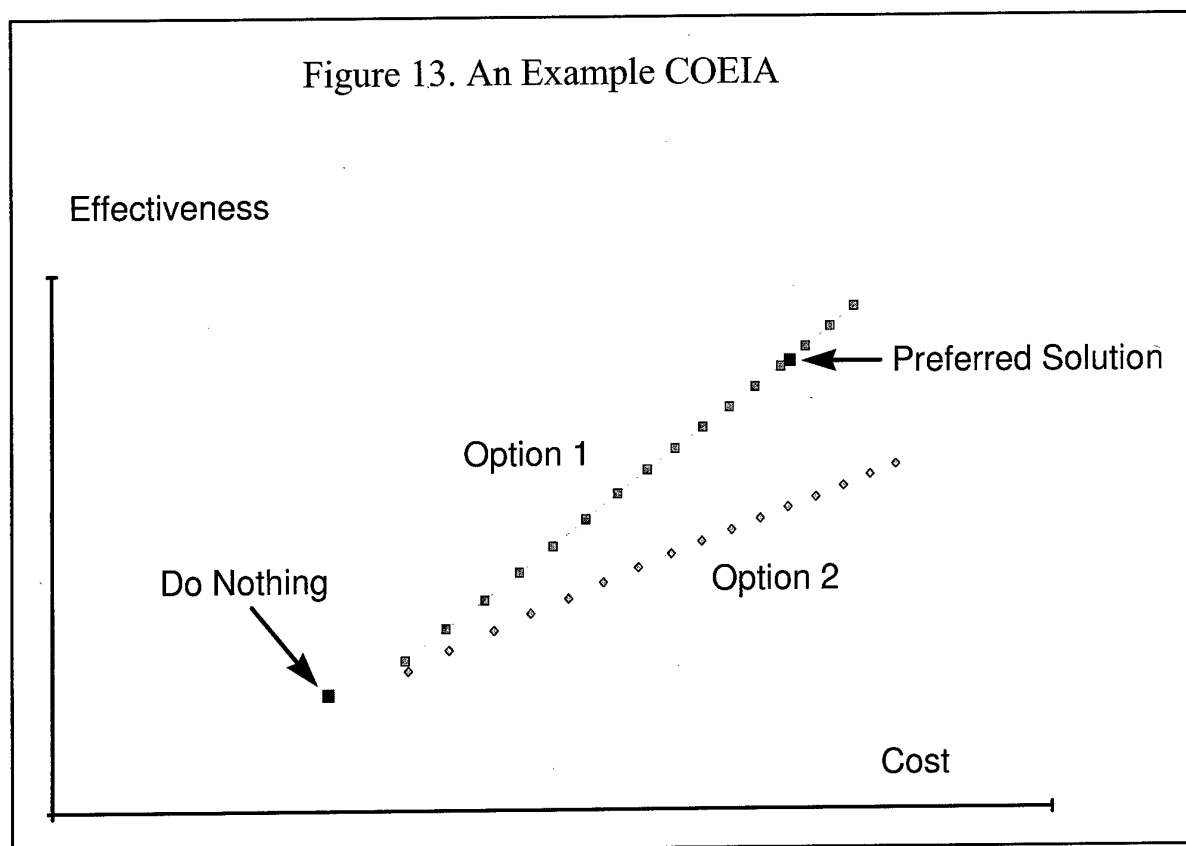 Figure 13. An Example COEIA
Effectiveness
Preferred Solution
Option 1
Do Nothing
Option 2
Cost